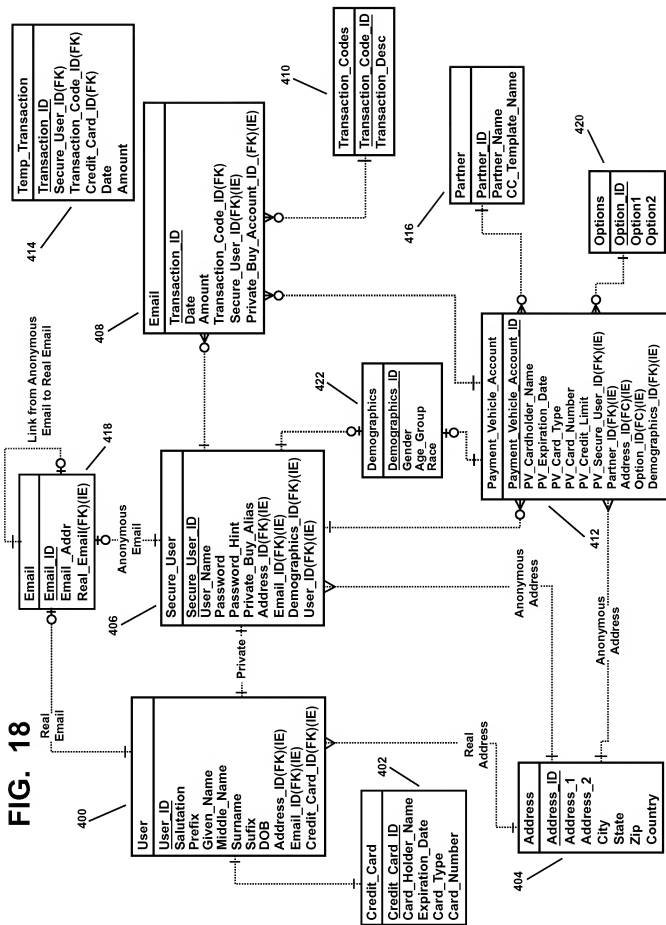 FIG. 18
Real
Email
Link from Anonymous
Email to Real Email
418
Email
Email_ID
Email_Addr
Real_Email(FK)(IE)
Anonymous
Email
414
Temp_Transaction
Transaction_ID
Secure_User_ID(FK)
Transaction_Code_ID(FK)
Credit_Card_ID(FK)
Date
Amount
400
User
User_ID
Salutation
Prefix
Given_Name
Middle_Name
Surname
Sufix
DOB
Address_ID(FK)(IE)
Email_ID(FK)(IE)
Credit_Card_ID(FK)(IE)
Private
406
Secure_User
Secure_User_ID
User_Name
Password
Password_Hint
Private_Buy_Alias
Address_ID(FK)(IE)
Email_ID(FK)(IE)
Demographics_ID(FK)(IE)
User_ID(FK)(IE)
408
Email
Transaction_ID
Date
Amount
Transaction_Code_ID(FK)
Secure_User_ID(FK)(IE)
Private_Buy_Account_ID_(FK)(IE)
410
Transaction_Codes
Transaction_Code_ID
Transaction_Desc
402
Credit_Card
Credit_Card_ID
Card_Holder_Name
Expiration_Date
Card_Type
Card_Number
422
Demographics
Demographics_ID
Gender
Age_Group
Race
416
Partner
Partner_ID
Partner_Name
CC_Template_Name
Real
Address
Anonymous
Address
Anonymous
Address
404
Address
Address_ID
Address_1
Address_2
City
State
Zip
Country
412
Payment_Vehicle_Account
Payment_Vehicle_Account_ID
PV_Cardholder_Name
PV_Expiration_Date
PV_Card_Type
PV_Card_Number
PV_Credit_Limit
PV_Secure_User_ID(FK)(IE)
Partner_ID(FK)(IE)
Address_ID(FC)(IE)
Option_ID(FC)(IE)
Demographics_ID(FK)(IE)
420
Options
Option_ID
Option1
Option2